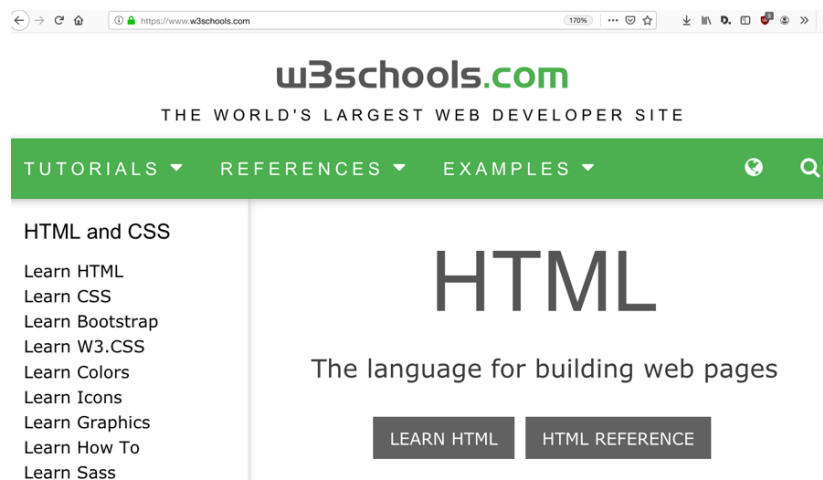 https://www.w3schools.com
170%
w3schools.com
THE WORLD'S LARGEST WEB DEVELOPER SITE
TUTORIALS REFERENCES EXAMPLES
HTML and CSS
Learn HTML
Learn CSS
Learn Bootstrap
Learn W3.CSS
Learn Colors
Learn Icons
Learn Graphics
Learn How To
Learn Sass
HTML
The language for building web pages
LEARN HTML HTML REFERENCE